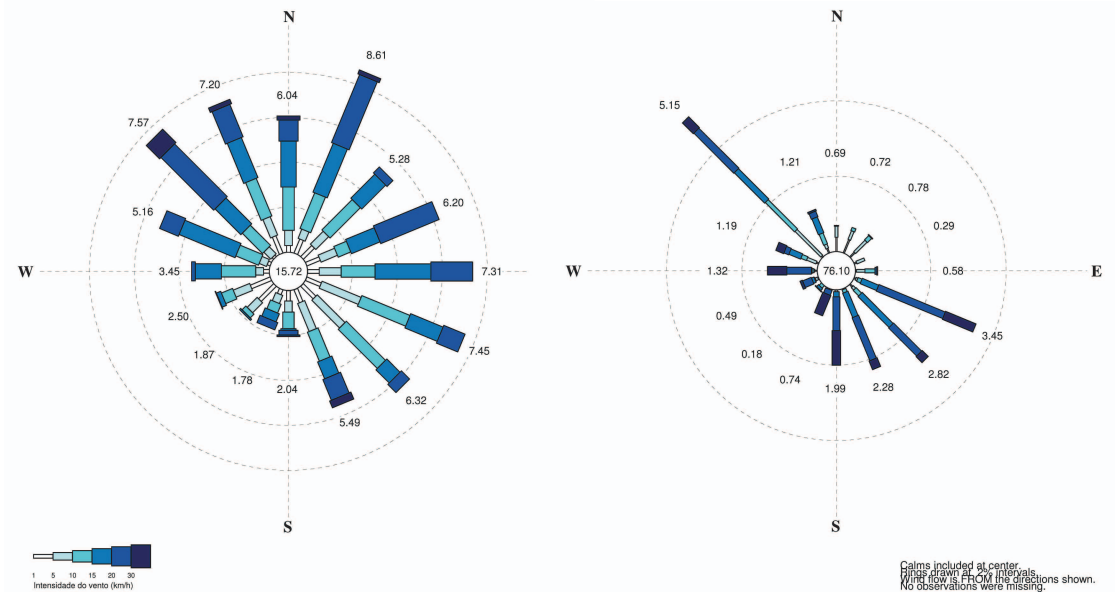 N
8.61
7.20
6.04
7.57
5.28
5.16
6.20
W
3.45
15.72
7.31
2.50
1.87
1.78
2.04
7.45
6.32
5.49
S
N
5.15
1.21
0.69
0.72
0.78
1.19
0.29
W
1.32
76.10
0.58
E
0.49
3.45
0.18
2.82
0.74
1.99
2.28
S
1 5 10 15 20 30
Intensidade do vento (km/h)
Calms included at center.
Rings drawn at 2% intervals.
Wind flow is FROM the directions shown.
No observations were missing.